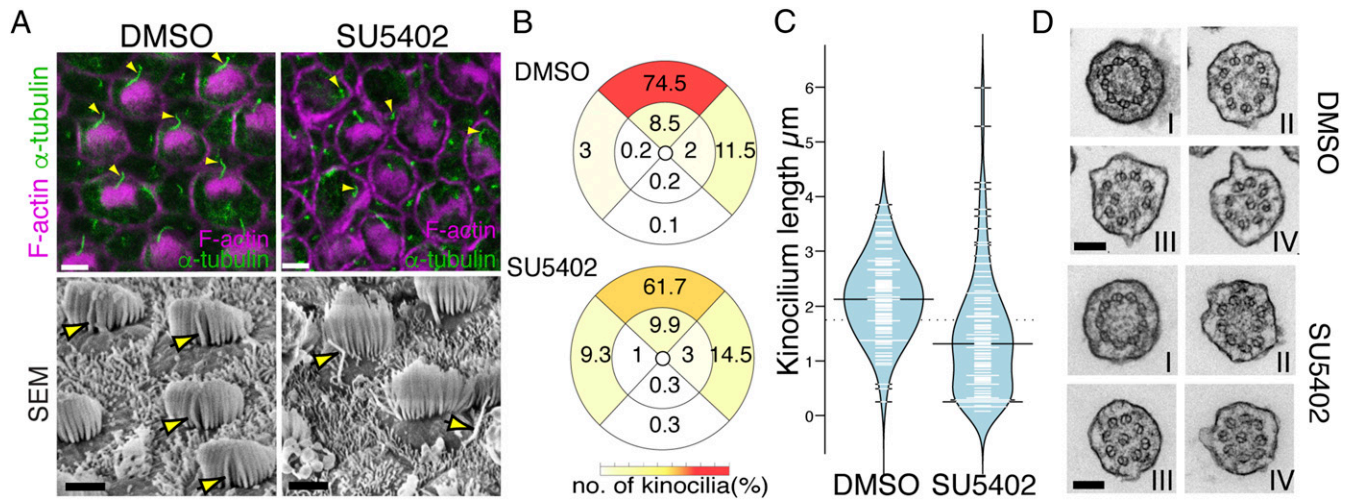 A
DMSO
SU5402
F-actin α-tubulin
F-actin
α-tubulin
F-actin
α-tubulin
SEM
B
DMSO
74.5
8.5
3
0.2
2
11.5
0.2
0.1
SU5402
61.7
9.9
9.3
1
3
14.5
0.3
0.3
no. of kinocilia(%)
C
Kinocilium length µm
6
5
4
3
2
1
0
DMSO
SU5402
D
I
II
III
IV
DMSO
I
II
III
IV
SU5402